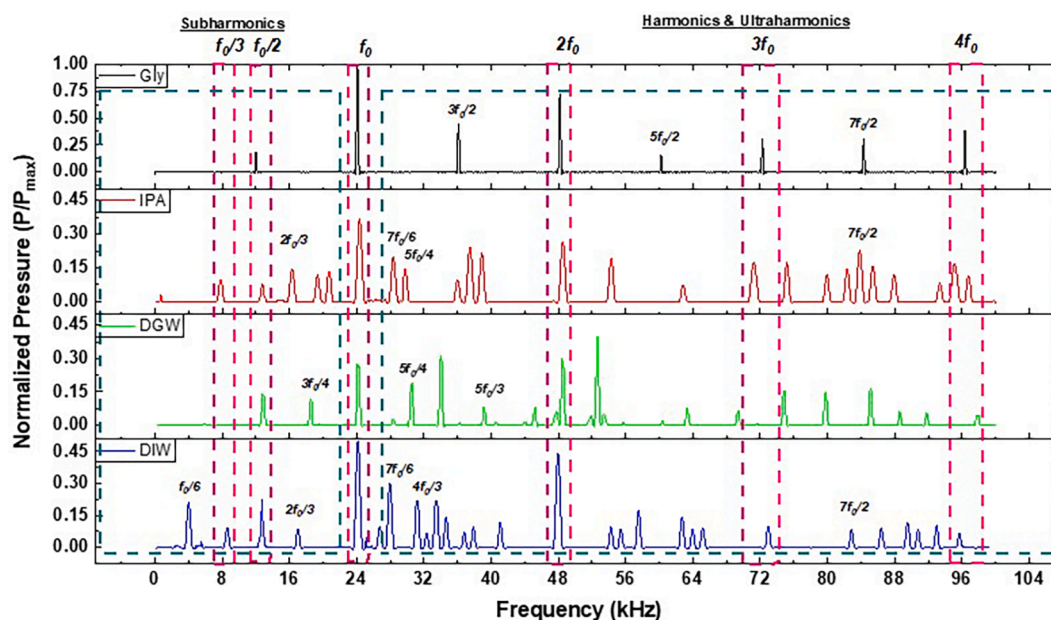 Subharmonics
Harmonics & Ultraharmonics
f₀/3 f₀/2 f₀ 2f₀ 3f₀ 4f₀
1.00
Gly
0.75
0.50
0.25
0.00
3f₀/2
5f₀/2
7f₀/2
0.45
IPA
0.30
0.15
0.00
2f₀/3
7f₀/6
5f₀/4
7f₀/2
0.45
DGW
0.30
0.15
0.00
3f₀/4
5f₀/4
5f₀/3
0.45
DIW
0.30
0.15
0.00
f₀/6
2f₀/3
7f₀/6
4f₀/3
7f₀/2
Normalized Pressure (P/Pmax)
0 8 16 24 32 40 48 56 64 72 80 88 96 104
Frequency (kHz)